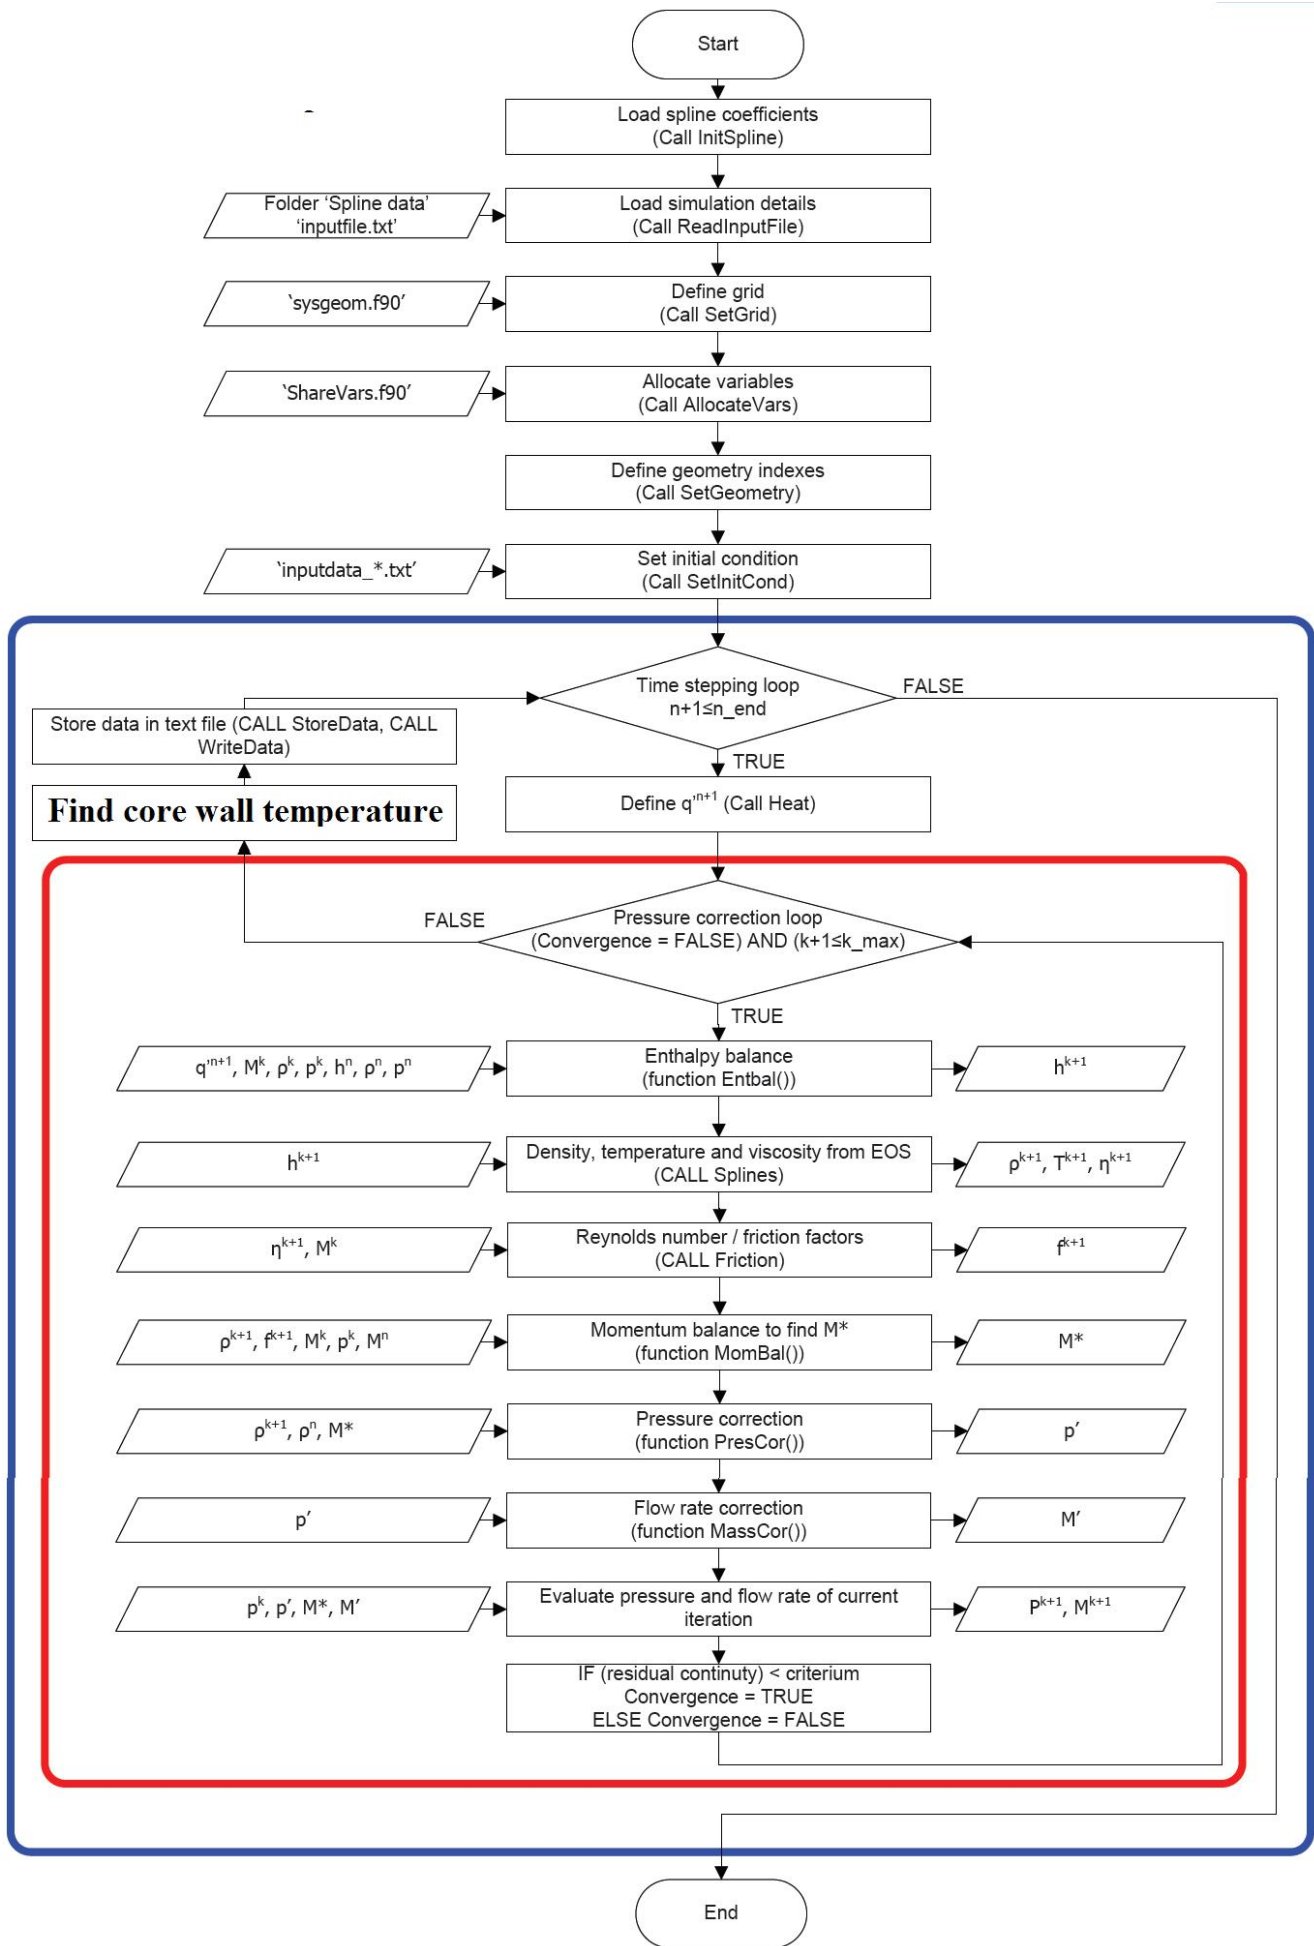 Start
Load spline coefficients
(Call InitSpline)
Folder ‘Spline data’
‘inputfile.txt’
Load simulation details
(Call ReadInputFile)
‘sysgeom.f90’
Define grid
(Call SetGrid)
‘ShareVars.f90’
Allocate variables
(Call AllocateVars)
Define geometry indexes
(Call SetGeometry)
‘inputdata_*.txt’
Set initial condition
(Call SetInitCond)
Time stepping loop
n+1≤n_end
FALSE
TRUE
Store data in text file (CALL StoreData, CALL
WriteData)
Find core wall temperature
Define q'ⁿ⁺¹ (Call Heat)
Pressure correction loop
(Convergence = FALSE) AND (k+1≤k_max)
FALSE
TRUE
q'ⁿ⁺¹, Mᵏ, ρᵏ, pᵏ, hⁿ, ρⁿ, pⁿ
Enthalpy balance
(function Entbal())
hᵏ⁺¹
hᵏ⁺¹
Density, temperature and viscosity from EOS
(CALL Splines)
ρᵏ⁺¹, Tᵏ⁺¹, ηᵏ⁺¹
ηᵏ⁺¹, Mᵏ
Reynolds number / friction factors
(CALL Friction)
fᵏ⁺¹
ρᵏ⁺¹, fᵏ⁺¹, Mᵏ, pᵏ, Mⁿ
Momentum balance to find M*
(function MomBal())
M*
ρᵏ⁺¹, ρⁿ, M*
Pressure correction
(function PresCor())
p′
p′
Flow rate correction
(function MassCor())
M′
pᵏ, p′, M*, M′
Evaluate pressure and flow rate of current
iteration
Pᵏ⁺¹, Mᵏ⁺¹
IF (residual continuty) < criterium
Convergence = TRUE
ELSE Convergence = FALSE
End